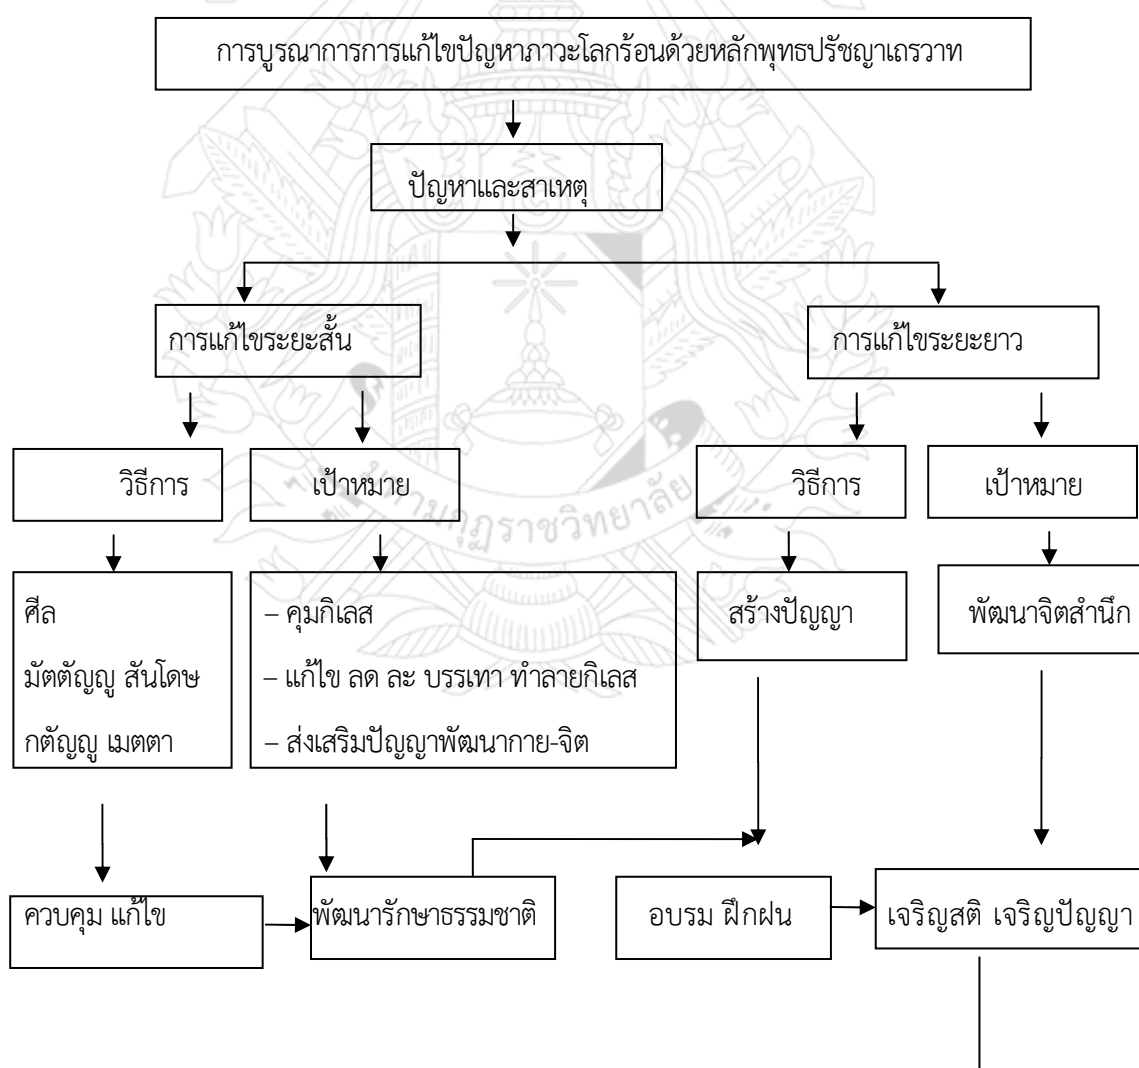 การบูรณาการการแก้ไขปัญหาภาวะโลกร้อนด้วยหลักพุทธปรัชญาเถรวาท
ปัญหาและสาเหตุ
การแก้ไขระยะสั้น
การแก้ไขระยะยาว
วิธีการ
เป้าหมาย
วิธีการ
เป้าหมาย
ศีล
มัตตัญญู สันโดษ
กตัญญู เมตตา
– คุมกิเลส
– แก้ไข ลด ละ บรรเทา ทำลายกิเลส
– ส่งเสริมปัญญาพัฒนากาย-จิต
สร้างปัญญา
พัฒนาจิตสำนึก
ควบคุม แก้ไข
พัฒนารักษาธรรมชาติ
อบรม ฝึกฝน
เจริญสติ เจริญปัญญา